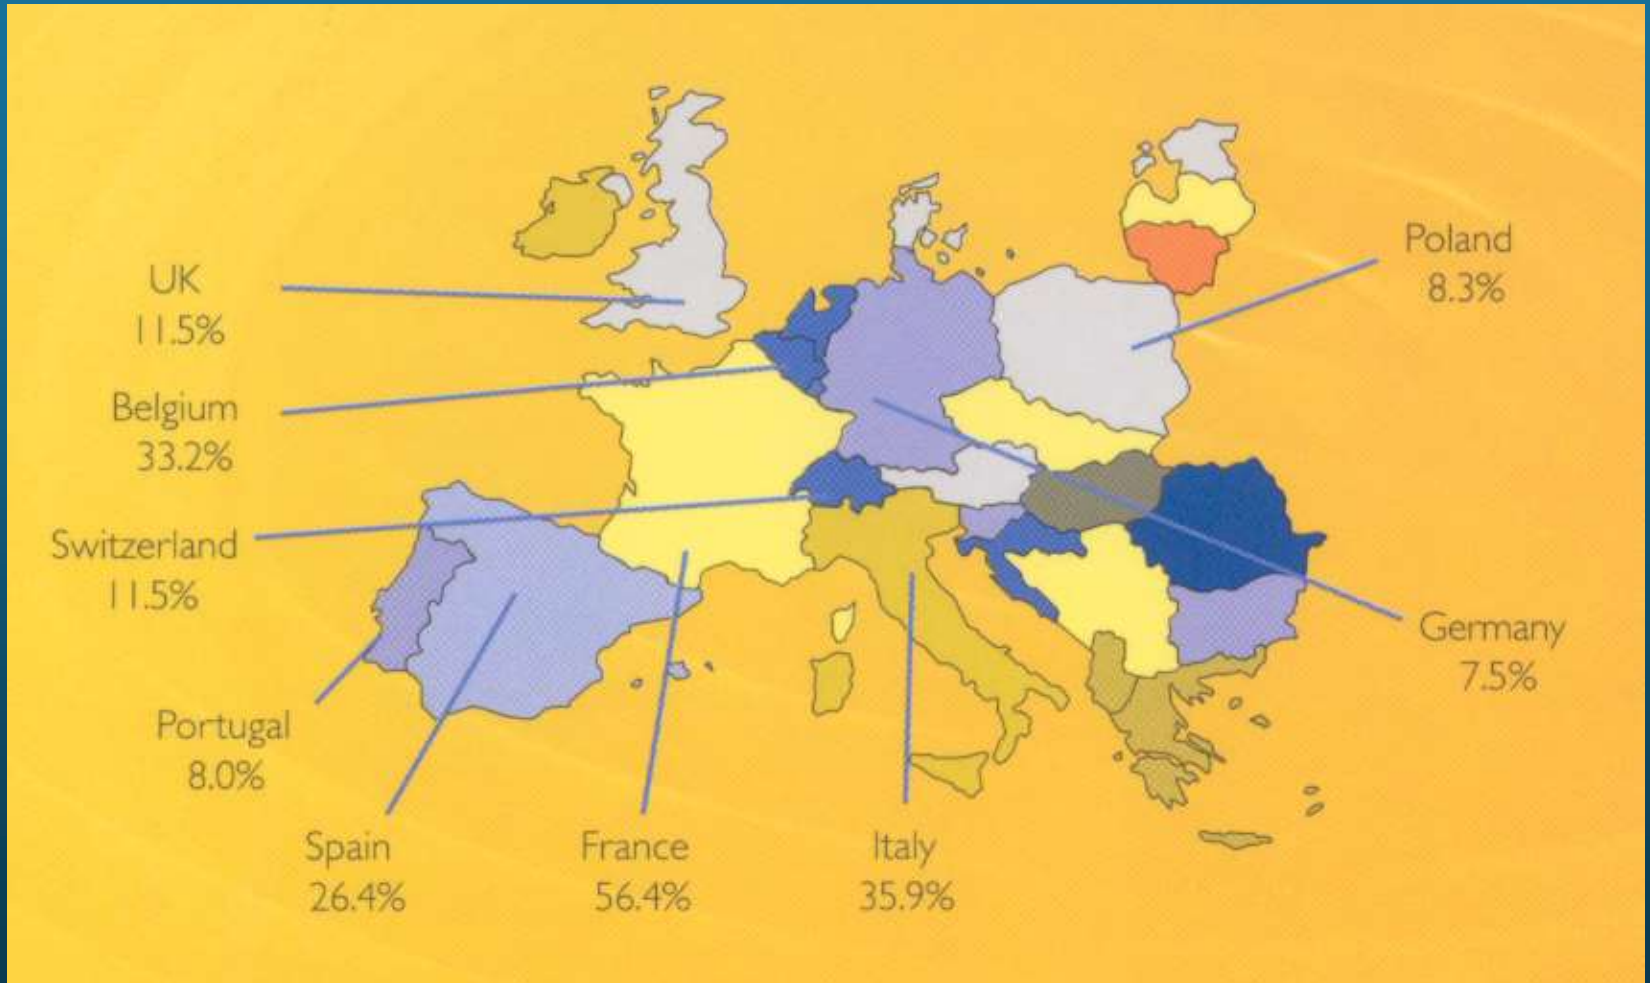 UK
11.5%
Belgium
33.2%
Switzerland
11.5%
Portugal
8.0%
Spain
26.4%
France
56.4%
Italy
35.9%
Poland
8.3%
Germany
7.5%